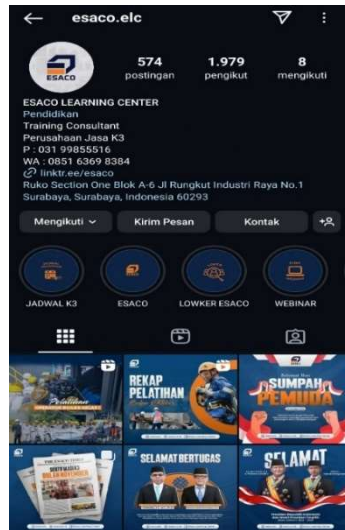 esaco.elc
ESACO
574 1.979 8
postingan pengikut mengikuti
ESACO LEARNING CENTER
Pendidikan
Training Consultant
Perusahaan Jasa K3
P : 031 99855516
WA : 0851 6369 8384
linktr.ee/esaco
Ruko Section One Blok A-6 Jl Rungkut Industri Raya No.1
Surabaya, Surabaya, Indonesia 60293
Mengikuti Kirim Pesan Kontak
JADWAL K3 ESACO LOWKER ESACO WEBINAR
Pelatihan
REKAP
PELATIHAN
SUMPAH
PEMUDA
BULAN NOVEMBER
SELAMAT BERTUGAS
SELAMAT